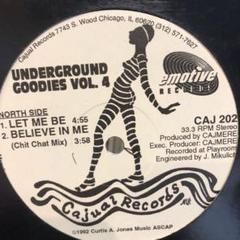 Cajual Records 7743 S. Wood Chicago, Il 60620 (312) 571-7627
UNDERGROUND
GOODIES VOL. 4
emotive
RECORDS
NORTH SIDE
1. LET ME BE 4:55
2. BELIEVE IN ME
(Chit Chat Mix) 3:58
CAJ 202
33.3 RPM Stereo
Produced by CAJMERE
Exec. Producer: CAJMERE
Recorded at Playroom
Engineered by J. Mikulich
Cajual Records
©1992 Curtis A. Jones Music ASCAP